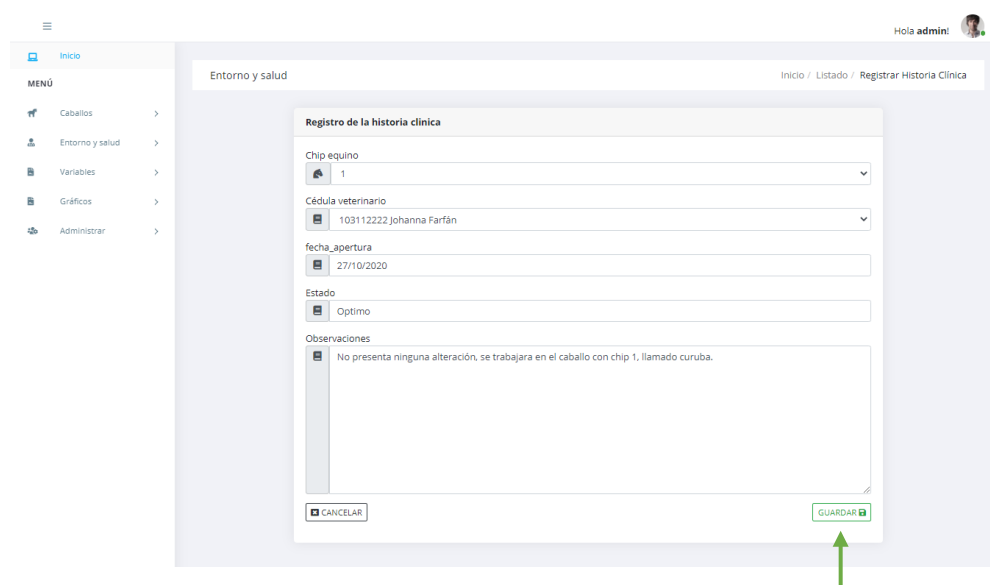 Hola admin!
Inicio
MENÚ
Caballos
Entorno y salud
Variables
Gráficos
Administrar
Entorno y salud
Inicio / Listado / Registrar Historia Clínica
Registro de la historia clinica
Chip equino
1
Cédula veterinario
103112222 Johanna Farfán
fecha_apertura
27/10/2020
Estado
Optimo
Observaciones
No presenta ninguna alteración, se trabajara en el caballo con chip 1, llamado curuba.
CANCELAR
GUARDAR